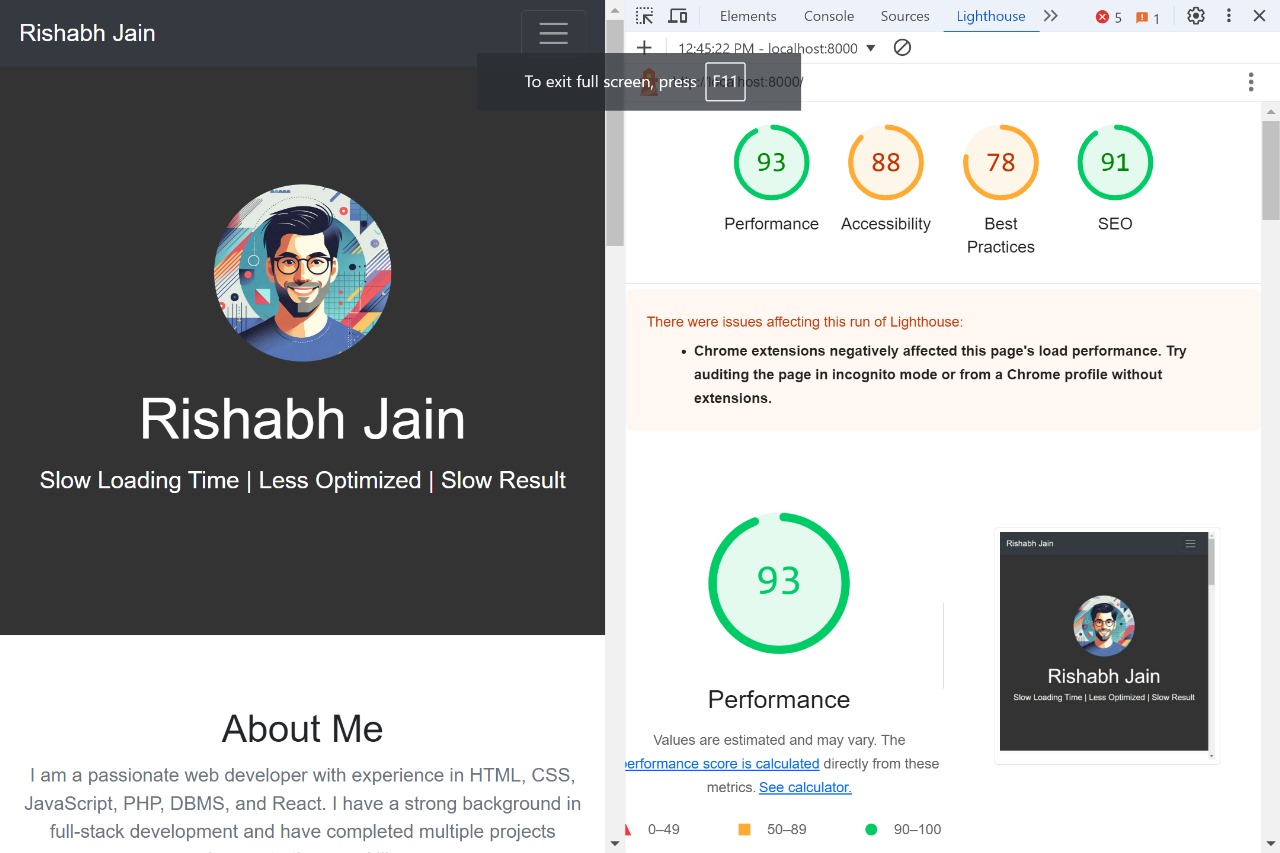 Rishabh Jain
Rishabh Jain
Slow Loading Time | Less Optimized | Slow Result
About Me
I am a passionate web developer with experience in HTML, CSS,
JavaScript, PHP, DBMS, and React. I have a strong background in
full-stack development and have completed multiple projects
To exit full screen, press F11
Elements Console Sources Lighthouse 5 1
12:45:22 PM - localhost:8000
localhost:8000/
93 88 78 91
Performance Accessibility Best SEO
Practices
There were issues affecting this run of Lighthouse:
• Chrome extensions negatively affected this page's load performance. Try
auditing the page in incognito mode or from a Chrome profile without
extensions.
93
Performance
Values are estimated and may vary. The
performance score is calculated directly from these
metrics. See calculator.
0–49 50–89 90–100
Rishabh Jain
Rishabh Jain
Slow Loading Time | Less Optimized | Slow Result